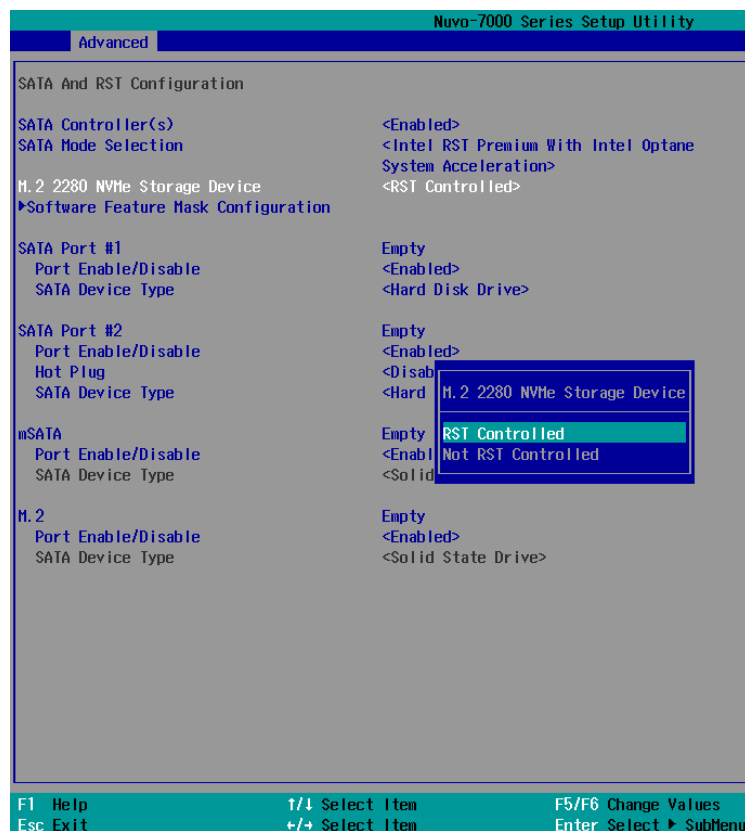 Nuvo-7000 Series Setup Utility
Advanced
SATA And RST Configuration
SATA Controller(s) <Enabled>
SATA Mode Selection <Intel RST Premium With Intel Optane
System Acceleration>
M.2 2280 NVMe Storage Device <RST Controlled>
▶Software Feature Mask Configuration
SATA Port #1 Empty
Port Enable/Disable <Enabled>
SATA Device Type <Hard Disk Drive>
SATA Port #2 Empty
Port Enable/Disable <Enabled>
Hot Plug <Disab
SATA Device Type <Hard
M.2 2280 NVMe Storage Device
RST Controlled
Not RST Controlled
mSATA Empty
Port Enable/Disable <Enabl
SATA Device Type <Solid
M.2 Empty
Port Enable/Disable <Enabled>
SATA Device Type <Solid State Drive>
F1 Help ↑/↓ Select Item F5/F6 Change Values
Esc Exit ←/→ Select Item Enter Select ▶ SubMenu